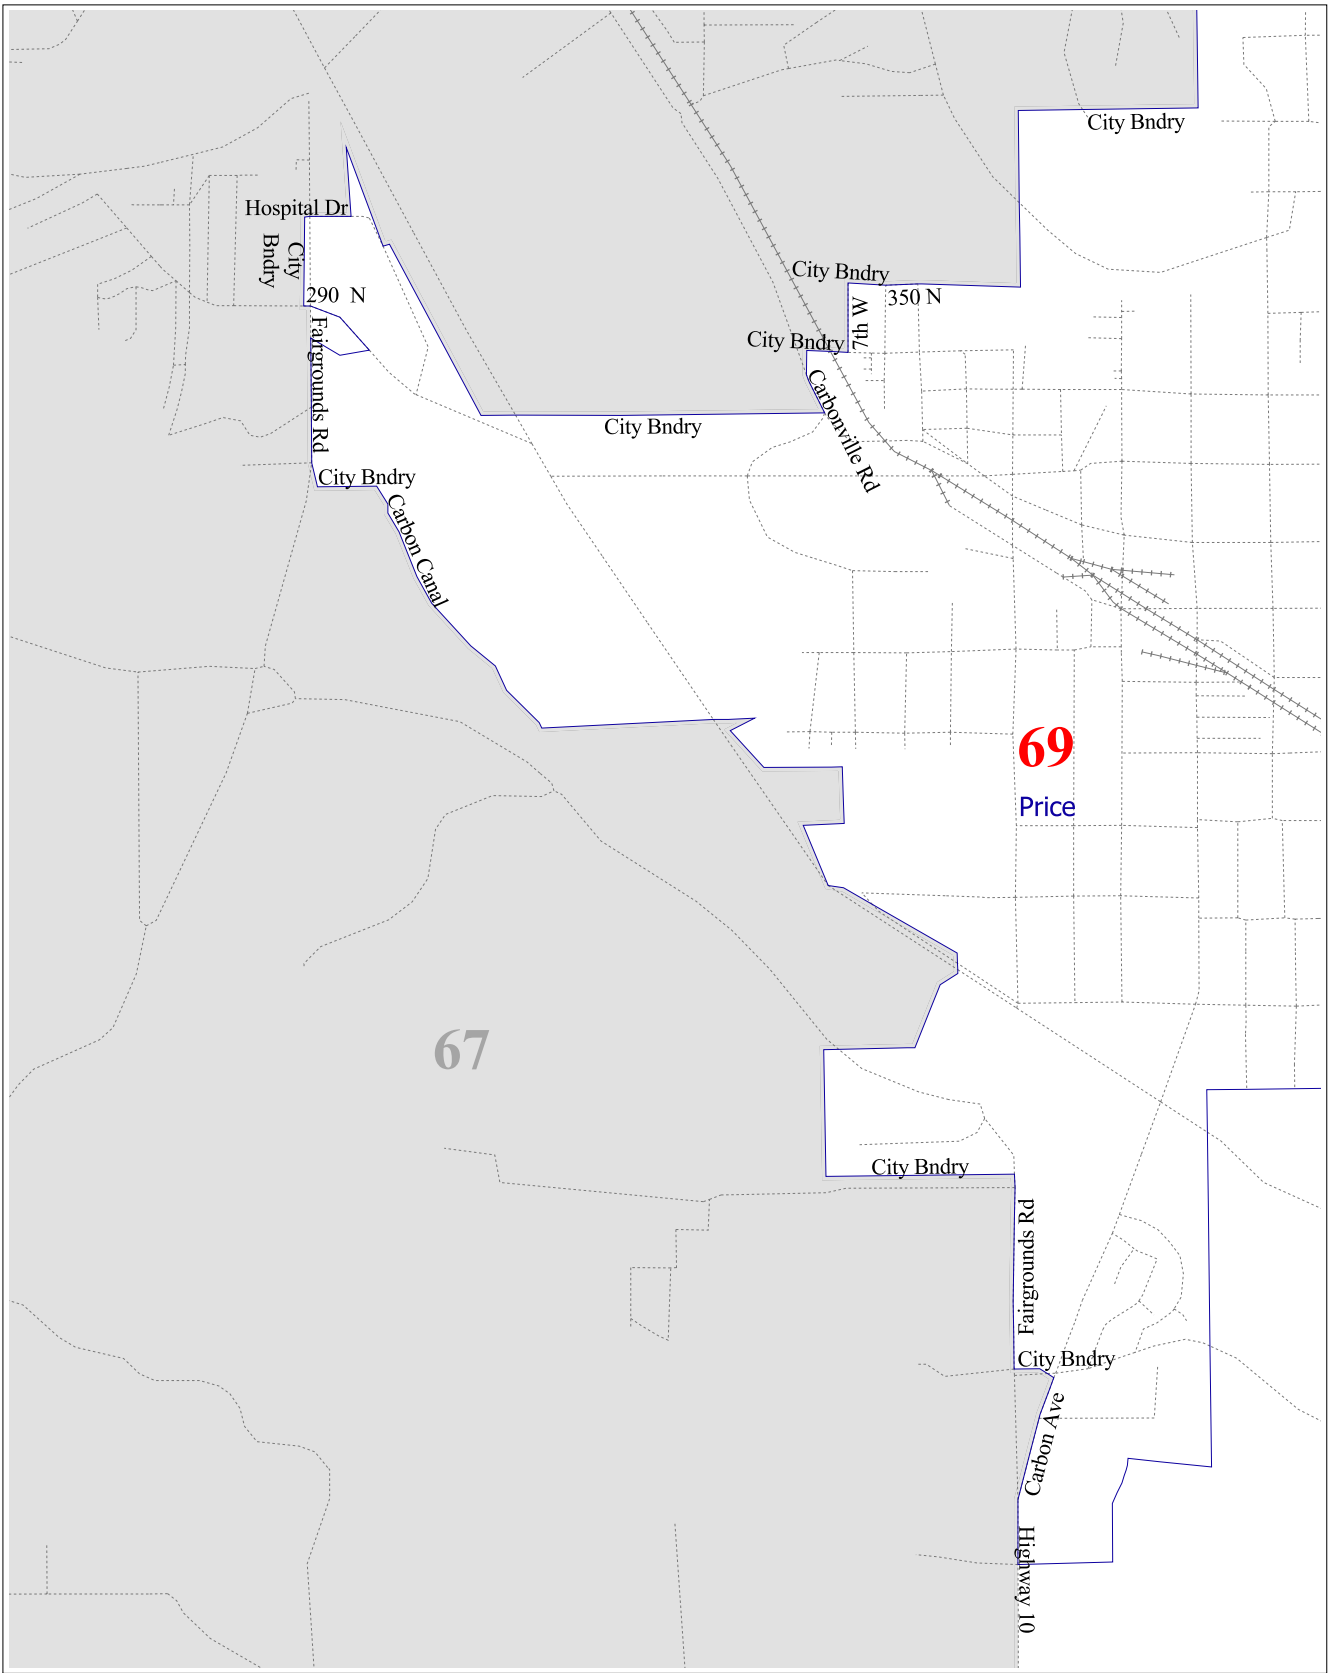 City Bndry
Hospital Dr
City
Bndry
City Bndry
290 N
350 N
7th W
City Bndry
Fairgrounds Rd
Carbonville Rd
City Bndry
City Bndry
Carbon Canal
69
Price
67
City Bndry
Fairgrounds Rd
City Bndry
Carbon Ave
Highway 10